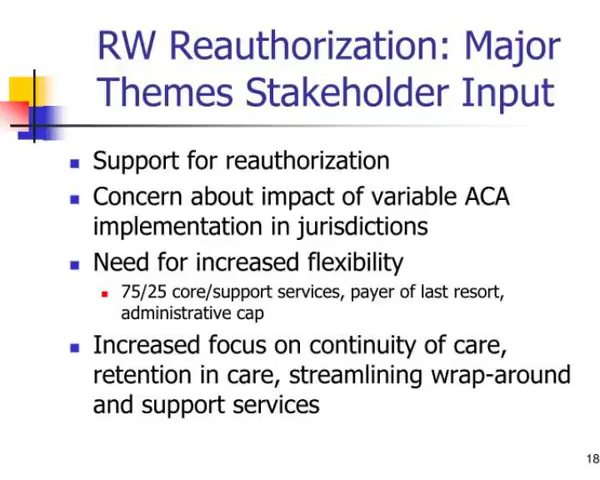 RW Reauthorization: Major
Themes Stakeholder Input
Support for reauthorization
Concern about impact of variable ACA
implementation in jurisdictions
Need for increased flexibility
75/25 core/support services, payer of last resort,
administrative cap
Increased focus on continuity of care,
retention in care, streamlining wrap-around
and support services
18